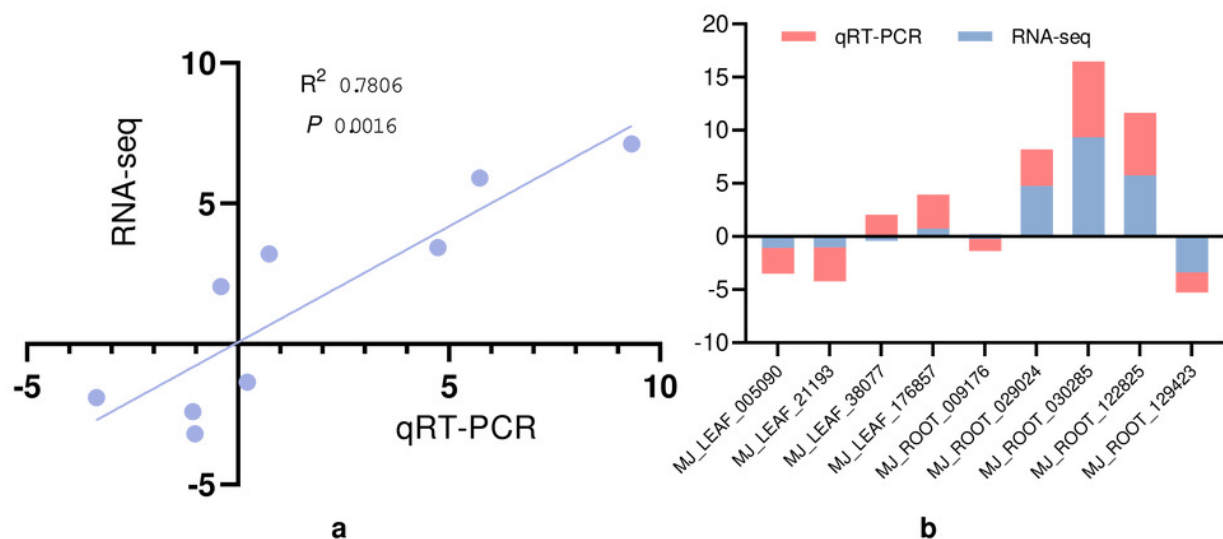 10
R² 0.7806
P 0.0016
RNA-seq
5
-5
5
10
qRT-PCR
-5
a
20
qRT-PCR
RNA-seq
15
10
5
0
-5
-10
MJ_LEAF_005090
MJ_LEAF_21193
MJ_LEAF_38077
MJ_LEAF_176857
MJ_ROOT_009176
MJ_ROOT_029024
MJ_ROOT_030285
MJ_ROOT_122825
MJ_ROOT_129423
b